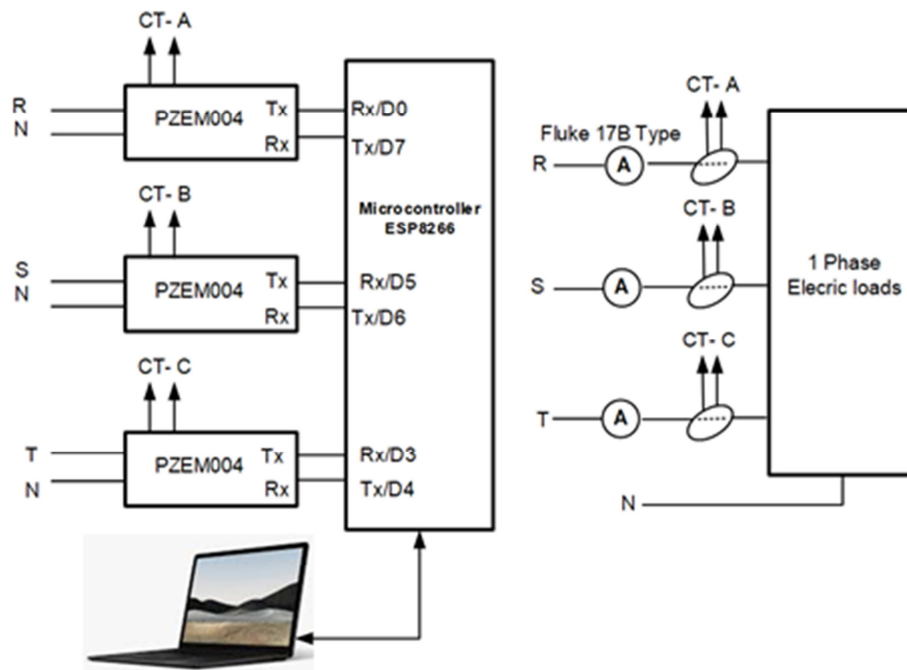 CT- A
R
N
PZEM004
Tx
Rx
Rx/D0
Tx/D7
CT- B
S
N
PZEM004
Tx
Rx
Rx/D5
Tx/D6
CT- C
T
N
PZEM004
Tx
Rx
Rx/D3
Tx/D4
Microcontroller
ESP8266
Fluke 17B Type
CT- A
R
A
CT- B
S
A
CT- C
T
A
N
1 Phase
Elecric loads